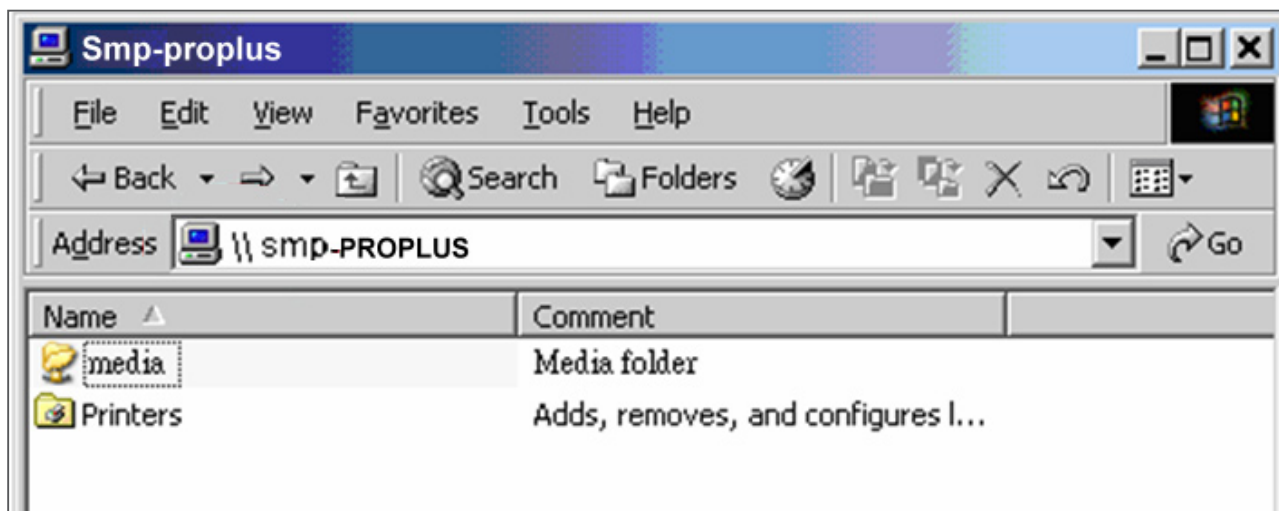 Smp-proplus
File Edit View Favorites Tools Help
Back Search Folders
Address \\ smp-PROPLUS Go
Name Comment
media Media folder
Printers Adds, removes, and configures l...